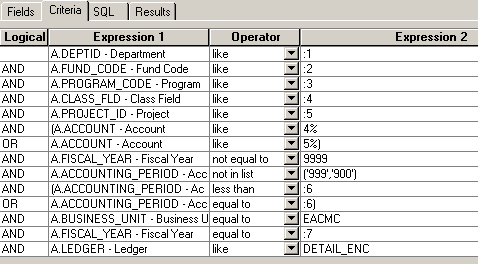 Fields Criteria SQL Results
Logical Expression 1 Operator Expression 2
A.DEPTID - Department like :1
AND A.FUND_CODE - Fund Code like :2
AND A.PROGRAM_CODE - Program like :3
AND A.CLASS_FLD - Class Field like :4
AND A.PROJECT_ID - Project like :5
AND (A.ACCOUNT - Account like 4%
OR A.ACCOUNT - Account like 5%)
AND A.FISCAL_YEAR - Fiscal Year not equal to 9999
AND A.ACCOUNTING_PERIOD - Acc not in list ('999','900')
AND (A.ACCOUNTING_PERIOD - Ac less than :6
OR A.ACCOUNTING_PERIOD - Acc equal to :6)
AND A.BUSINESS_UNIT - Business U equal to EACMC
AND A.FISCAL_YEAR - Fiscal Year equal to :7
AND A.LEDGER - Ledger like DETAIL_ENC